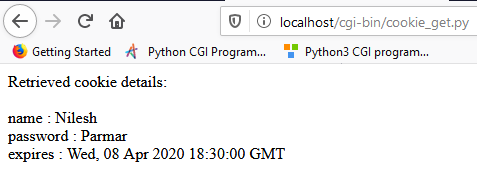 localhost/cgi-bin/cookie_get.py
Getting Started Python CGI Program... Python3 CGI program...
Retrieved cookie details:
name : Nilesh
password : Parmar
expires : Wed, 08 Apr 2020 18:30:00 GMT